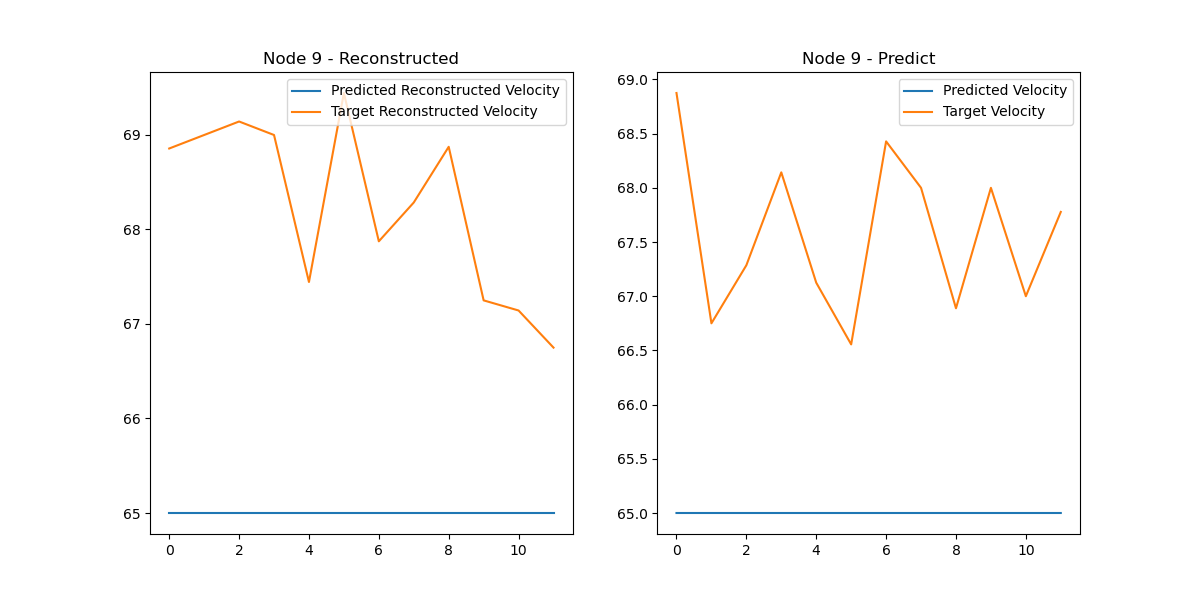 Node 9 - Reconstructed
Predicted Reconstructed Velocity
Target Reconstructed Velocity
69
68
67
66
65
0 2 4 6 8 10
Node 9 - Predict
Predicted Velocity
Target Velocity
69.0
68.5
68.0
67.5
67.0
66.5
66.0
65.5
65.0
0 2 4 6 8 10